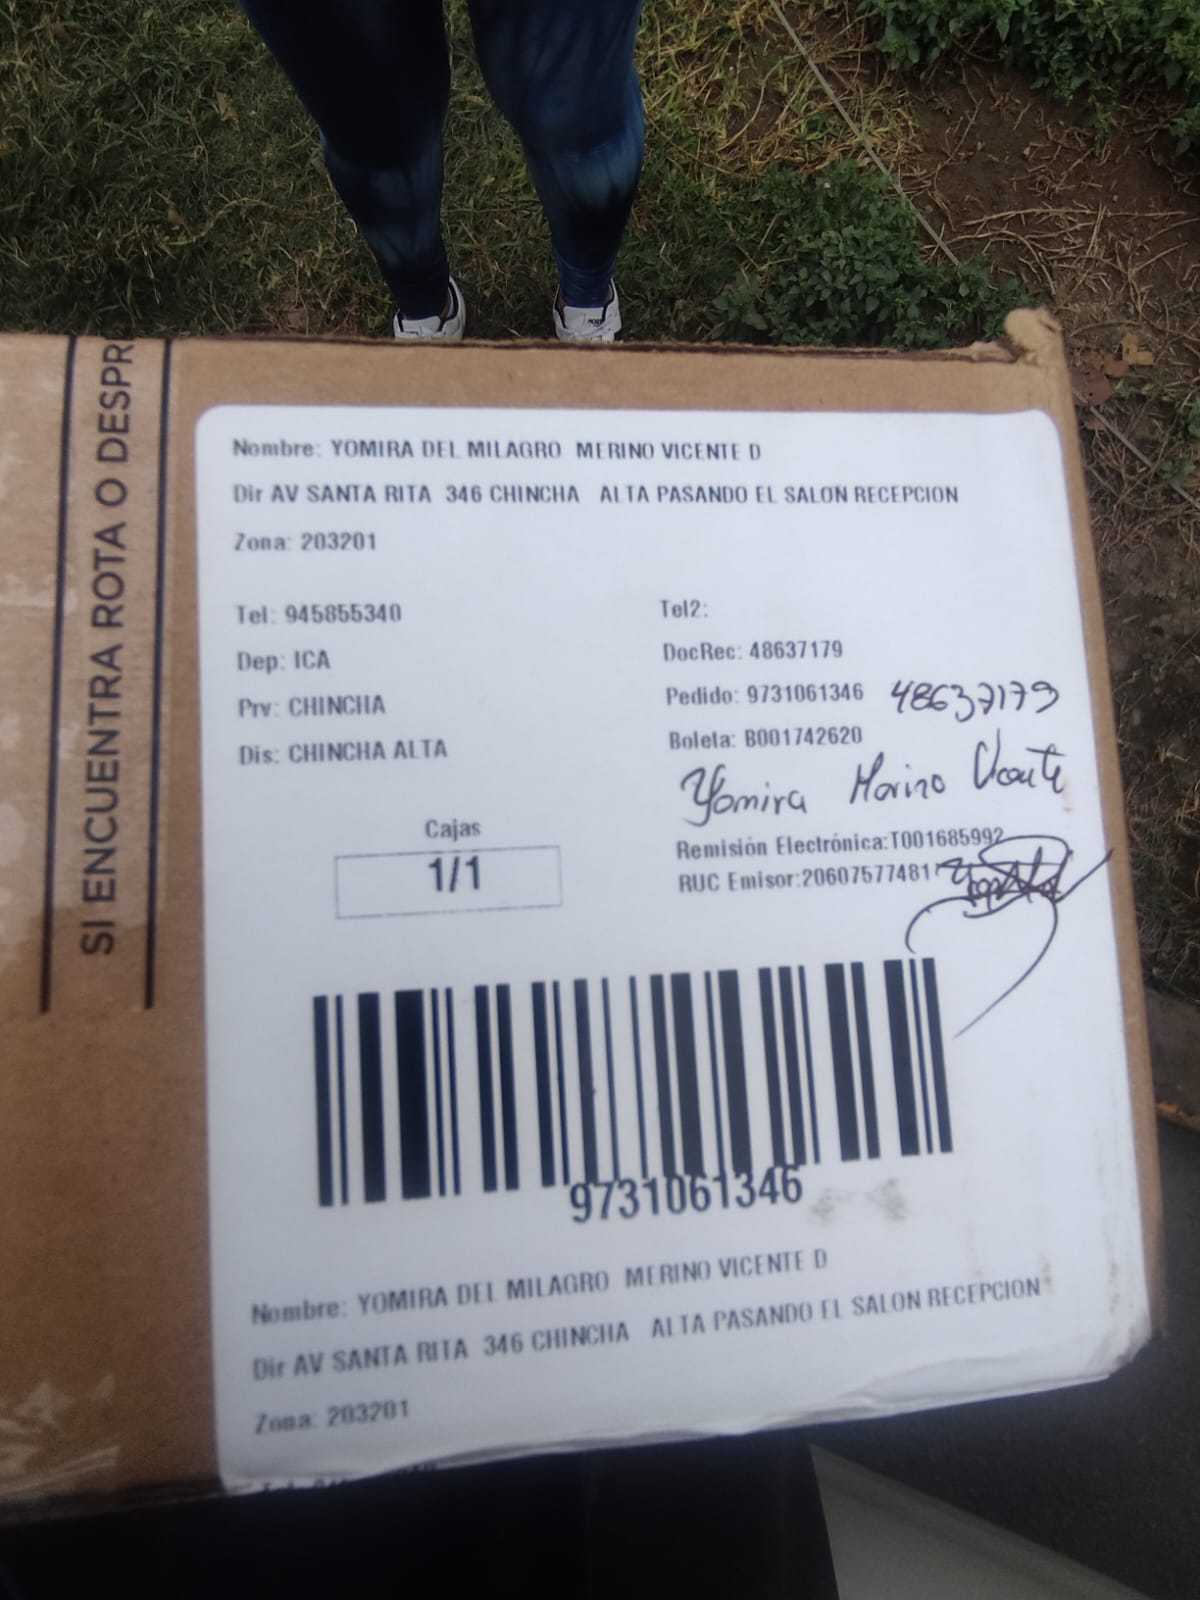 SI ENCUENTRA ROTA O DESPR
Nombre: YOMIRA DEL MILAGRO MERINO VICENTE D
Dir AV SANTA RITA 346 CHINCHA ALTA PASANDO EL SALON RECEPCION
Zona: 203201
Tel: 945855340
Dep: ICA
Prv: CHINCHA
Dis: CHINCHA ALTA
Cajas
1/1
Tel2:
DocRec: 48637179
Pedido: 9731061346 48637179
Boleta: B001742620
Yomira Merino Vicente
Remisión Electrónica:T001685992
RUC Emisor:20607577481
9731061346
Nombre: YOMIRA DEL MILAGRO MERINO VICENTE D
Dir AV SANTA RITA 346 CHINCHA ALTA PASANDO EL SALON RECEPCION
Zona: 203201